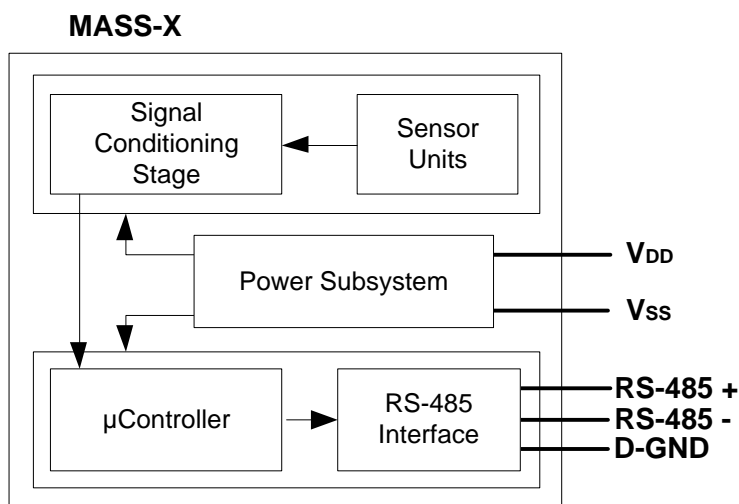 MASS-X
Signal
Conditioning
Stage
Sensor
Units
Power Subsystem
VDD
VSS
µController
RS-485
Interface
RS-485 +
RS-485 -
D-GND